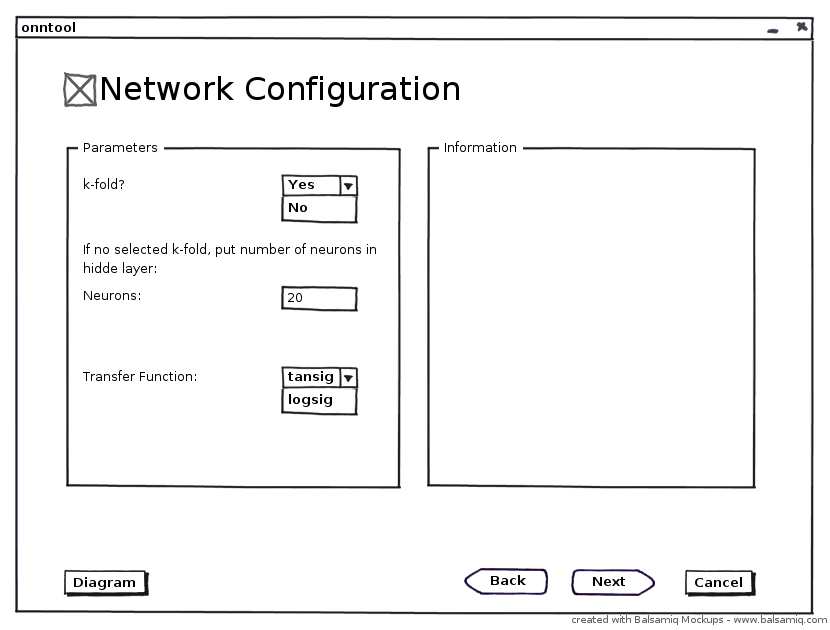 onntool
Network Configuration
Parameters
k-fold?
Yes
No
If no selected k-fold, put number of neurons in
hidde layer:
Neurons:
20
Transfer Function:
tansig
logsig
Information
Diagram
Back
Next
Cancel
created with Balsamiq Mockups - www.balsamiq.com